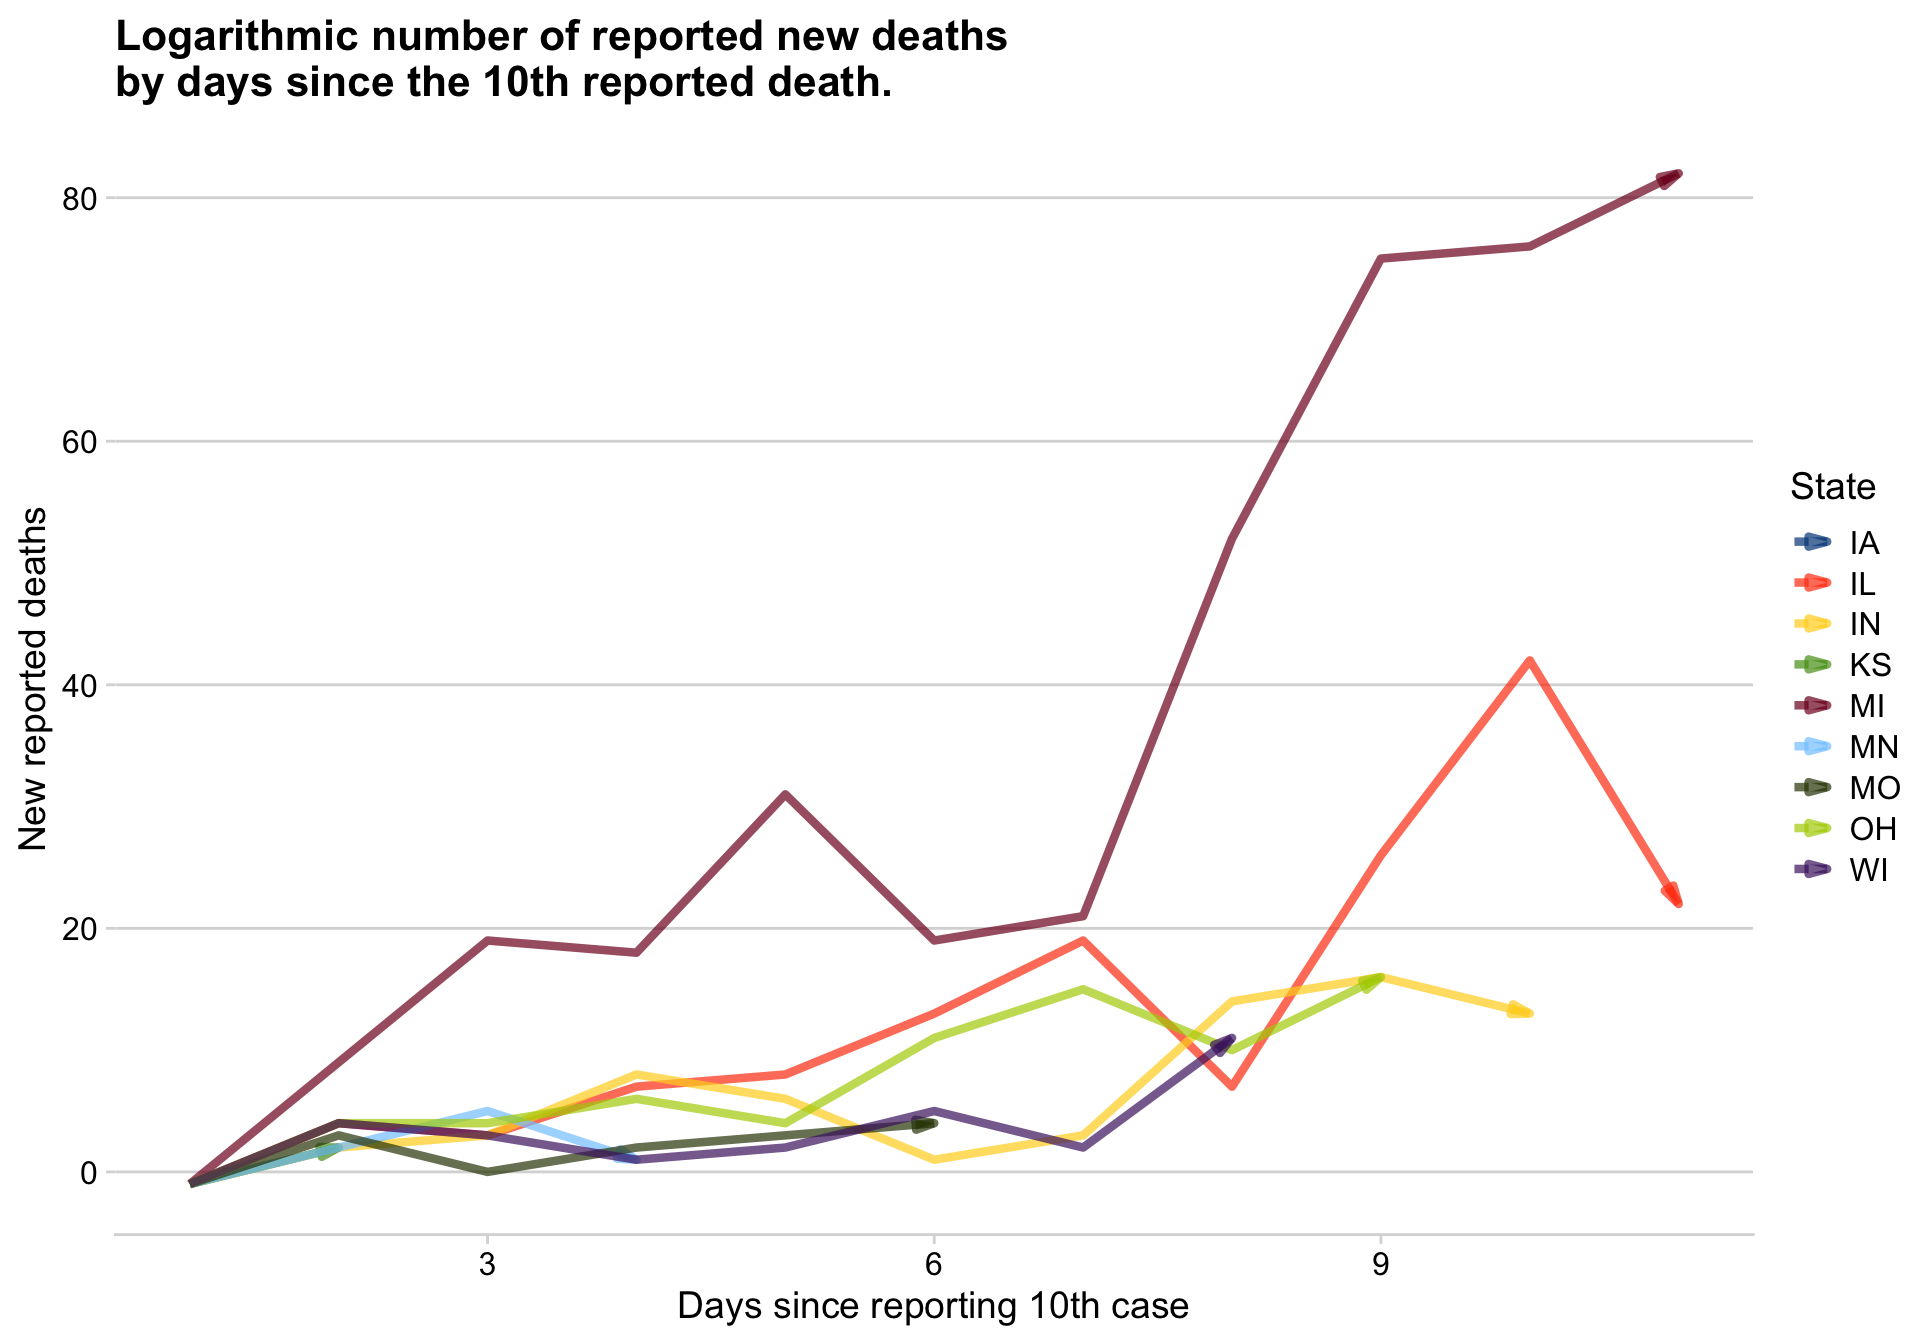 Logarithmic number of reported new deaths
by days since the 10th reported death.
New reported deaths
80
60
40
20
0
3
6
9
Days since reporting 10th case
State
IA
IL
IN
KS
MI
MN
MO
OH
WI